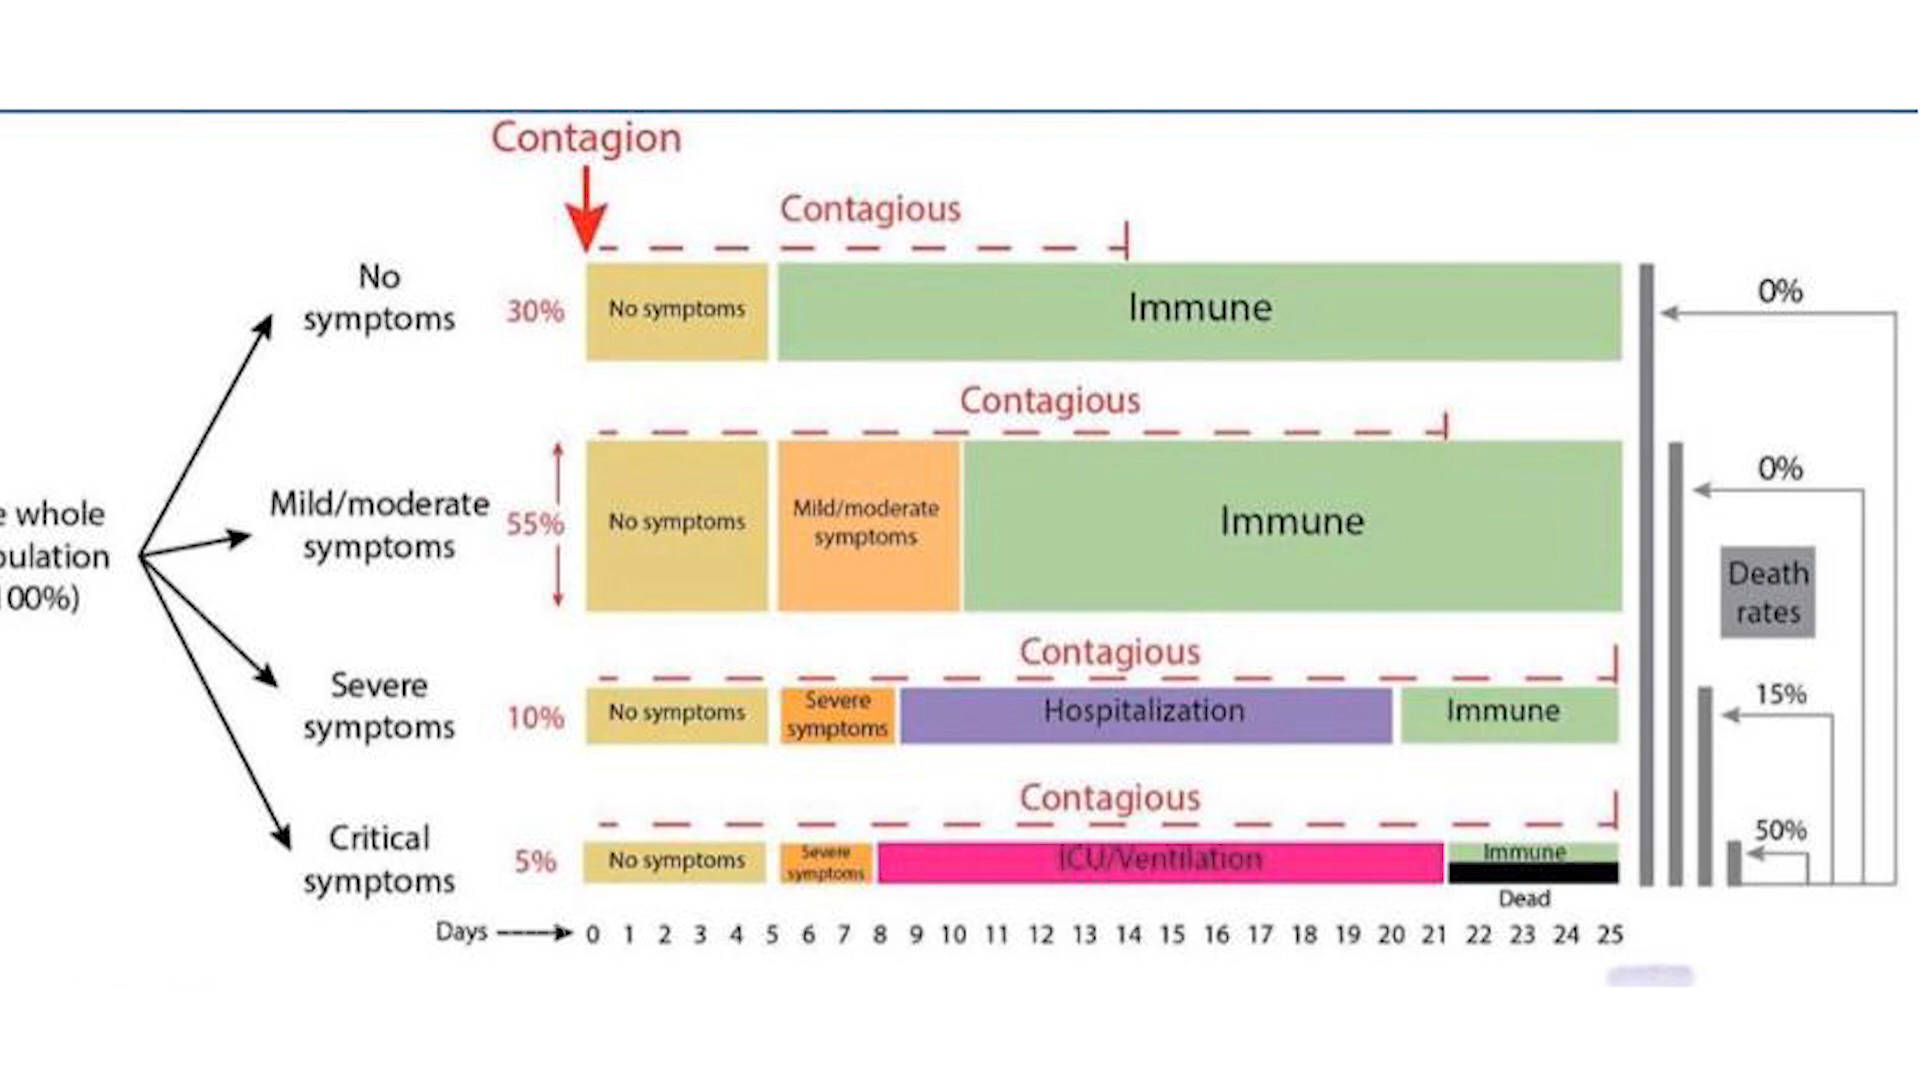 Contagion
Contagious
No
symptoms
30%
No symptoms
Immune
0%
Contagious
Mild/moderate
symptoms
55%
No symptoms
Mild/moderate
symptoms
Immune
0%
e whole
pulation
100%)
Death
rates
Contagious
Severe
symptoms
10%
No symptoms
Severe
symptoms
Hospitalization
Immune
15%
Contagious
Critical
symptoms
5%
No symptoms
Severe
symptoms
ICU/Ventilation
Immune
Dead
50%
Days 0 1 2 3 4 5 6 7 8 9 10 11 12 13 14 15 16 17 18 19 20 21 22 23 24 25